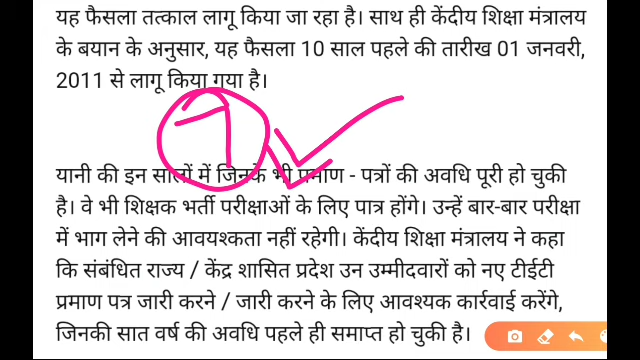 यह फैसला तत्काल लागू किया जा रहा है। साथ ही केंदीय शिक्षा मंत्रालय
के बयान के अनुसार, यह फैसला 10 साल पहले की तारीख 01 जनवरी,
2011 से लागू किया गया है।
7
यानी की इन सालों में जिनके भी प्रमाण - पत्रों की अवधि पूरी हो चुकी
है। वे भी शिक्षक भर्ती परीक्षाओं के लिए पात्र होंगे। उन्हें बार-बार परीक्षा
में भाग लेने की आवयश्कता नहीं रहेगी। केंदीय शिक्षा मंत्रालय ने कहा
कि संबंधित राज्य / केंद्र शासित प्रदेश उन उम्मीदवारों को नए टीईटी
प्रमाण पत्र जारी करने / जारी करने के लिए आवश्यक कार्रवाई करेंगे,
जिनकी सात वर्ष की अवधि पहले ही समाप्त हो चुकी है।